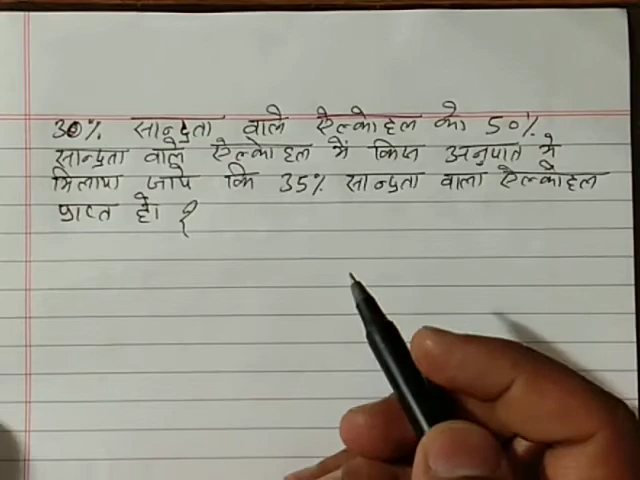 30% सान्द्रता वाले ऐल्कोहल को 50%
सान्द्रता वाले ऐल्कोहल में किस अनुपात में
मिलाया जाये कि 35% सान्द्रता वाला ऐल्कोहल
प्राप्त हो ?